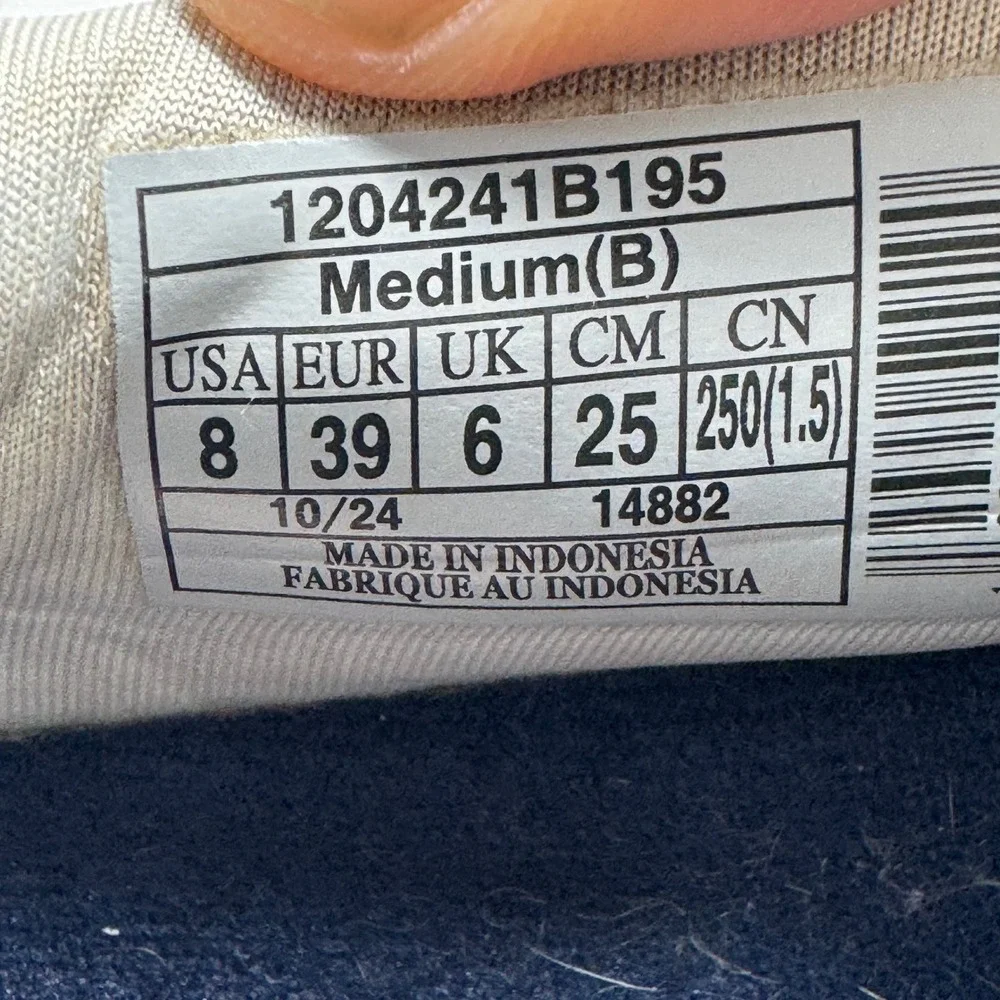 1204241B195
Medium(B)
USA EUR UK CM CN
8 39 6 25 250(1.5)
10/24 14882
MADE IN INDONESIA
FABRIQUE AU INDONESIA